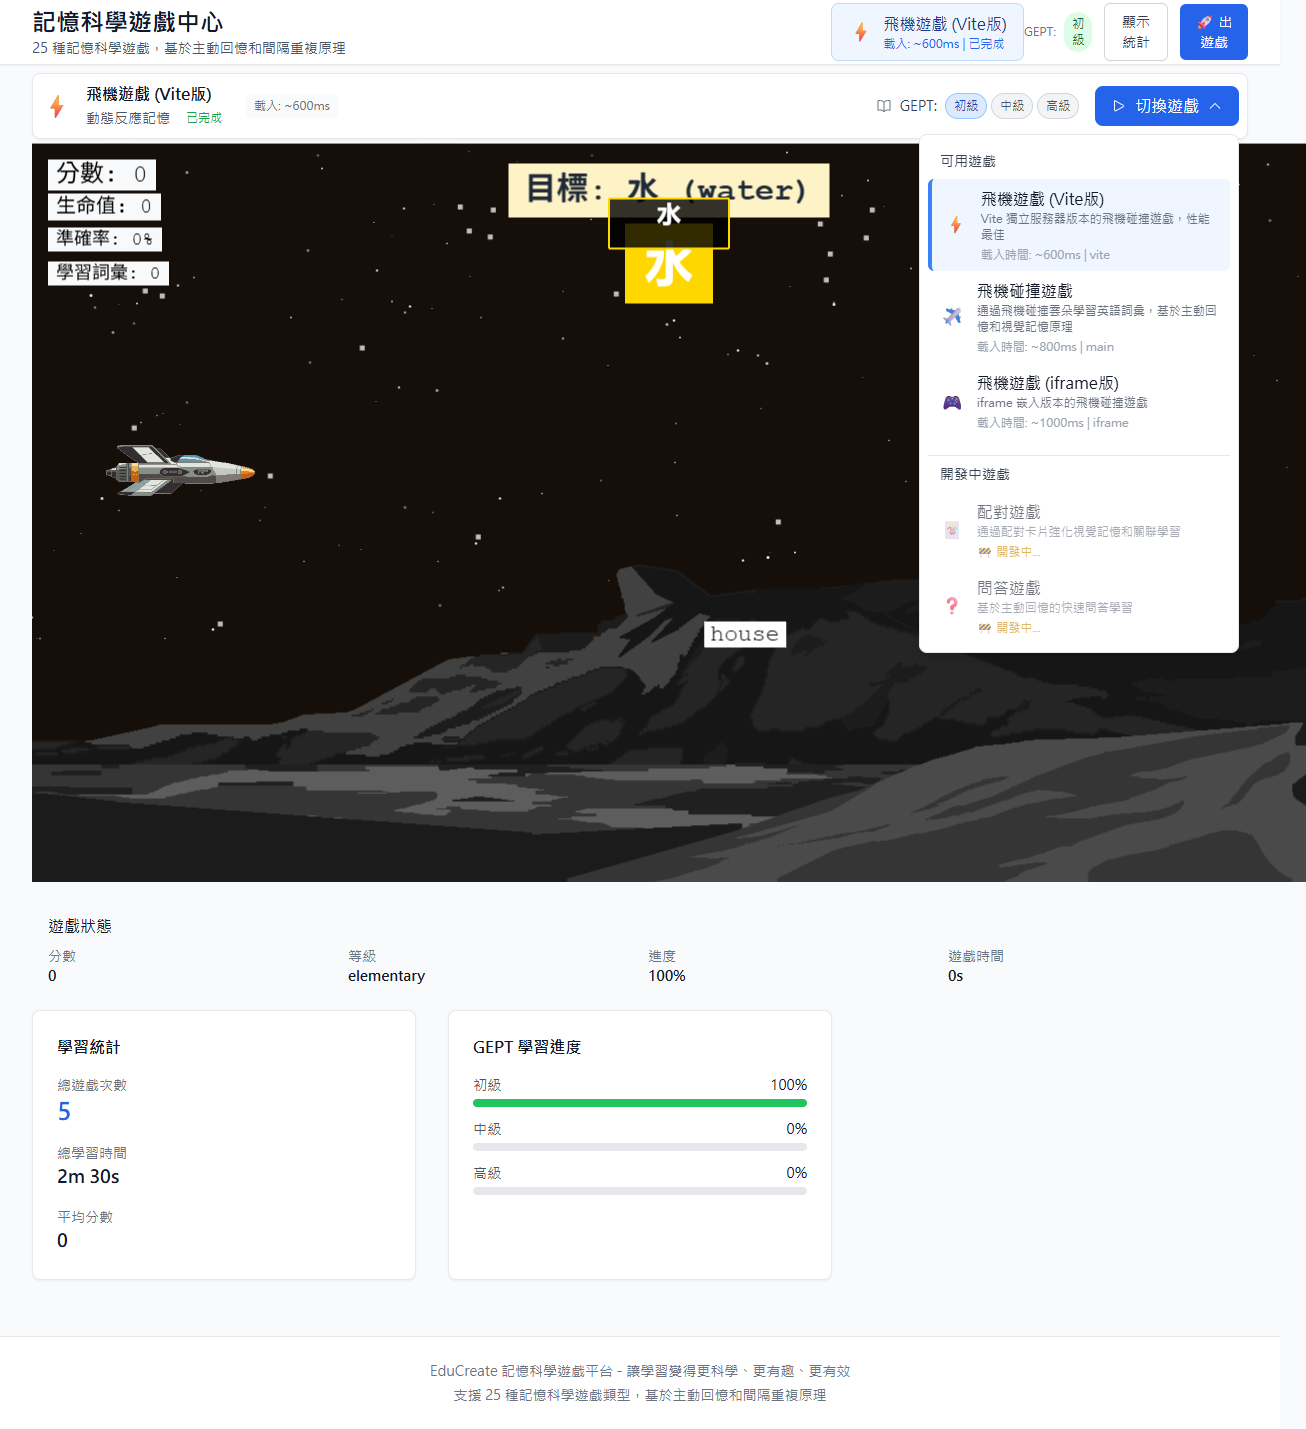 記憶科學遊戲中心
25 種記憶科學遊戲，基於主動回憶和間隔重複原理
飛機遊戲 (Vite版)
載入: ~600ms | 已完成
GEPT:
初
級
顯示
統計
🚀 出
遊戲
飛機遊戲 (Vite版)
動態反應記憶 已完成
載入: ~600ms
GEPT: 初級 中級 高級
切換遊戲
分數: 0
生命值: 0
準確率: 0%
學習詞彙: 0
目標: 水 (water)
水
水
house
可用遊戲
飛機遊戲 (Vite版)
Vite 獨立服務器版本的飛機碰撞遊戲，性能
最佳
載入時間: ~600ms | vite
飛機碰撞遊戲
通過飛機碰撞雲朵學習英語詞彙，基於主動回
憶和視覺記憶原理
載入時間: ~800ms | main
飛機遊戲 (iframe版)
iframe 嵌入版本的飛機碰撞遊戲
載入時間: ~1000ms | iframe
開發中遊戲
配對遊戲
通過配對卡片強化視覺記憶和關聯學習
🚧 開發中...
問答遊戲
基於主動回憶的快速問答學習
🚧 開發中...
遊戲狀態
分數 等級 進度 遊戲時間
0 elementary 100% 0s
學習統計
總遊戲次數
5
總學習時間
2m 30s
平均分數
0
GEPT 學習進度
初級 100%
中級 0%
高級 0%
EduCreate 記憶科學遊戲平台 - 讓學習變得更科學、更有趣、更有效
支援 25 種記憶科學遊戲類型，基於主動回憶和間隔重複原理